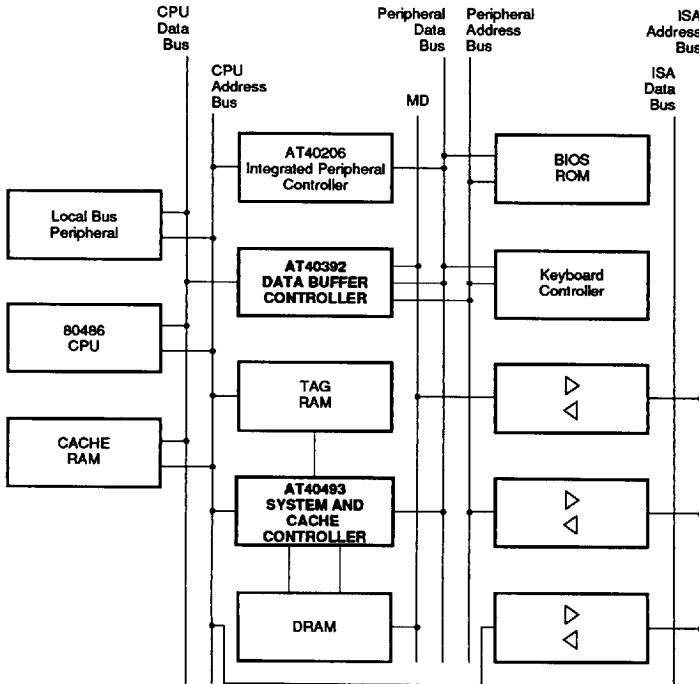 CPU
Data
Bus
CPU
Address
Bus
Peripheral
Data
Bus
Peripheral
Address
Bus
MD
ISA
Address
Bus
ISA
Data
Bus
AT40206
Integrated Peripheral
Controller
BIOS
ROM
Local Bus
Peripheral
AT40392
DATA BUFFER
CONTROLLER
Keyboard
Controller
80486
CPU
TAG
RAM
CACHE
RAM
AT40493
SYSTEM AND
CACHE
CONTROLLER
DRAM